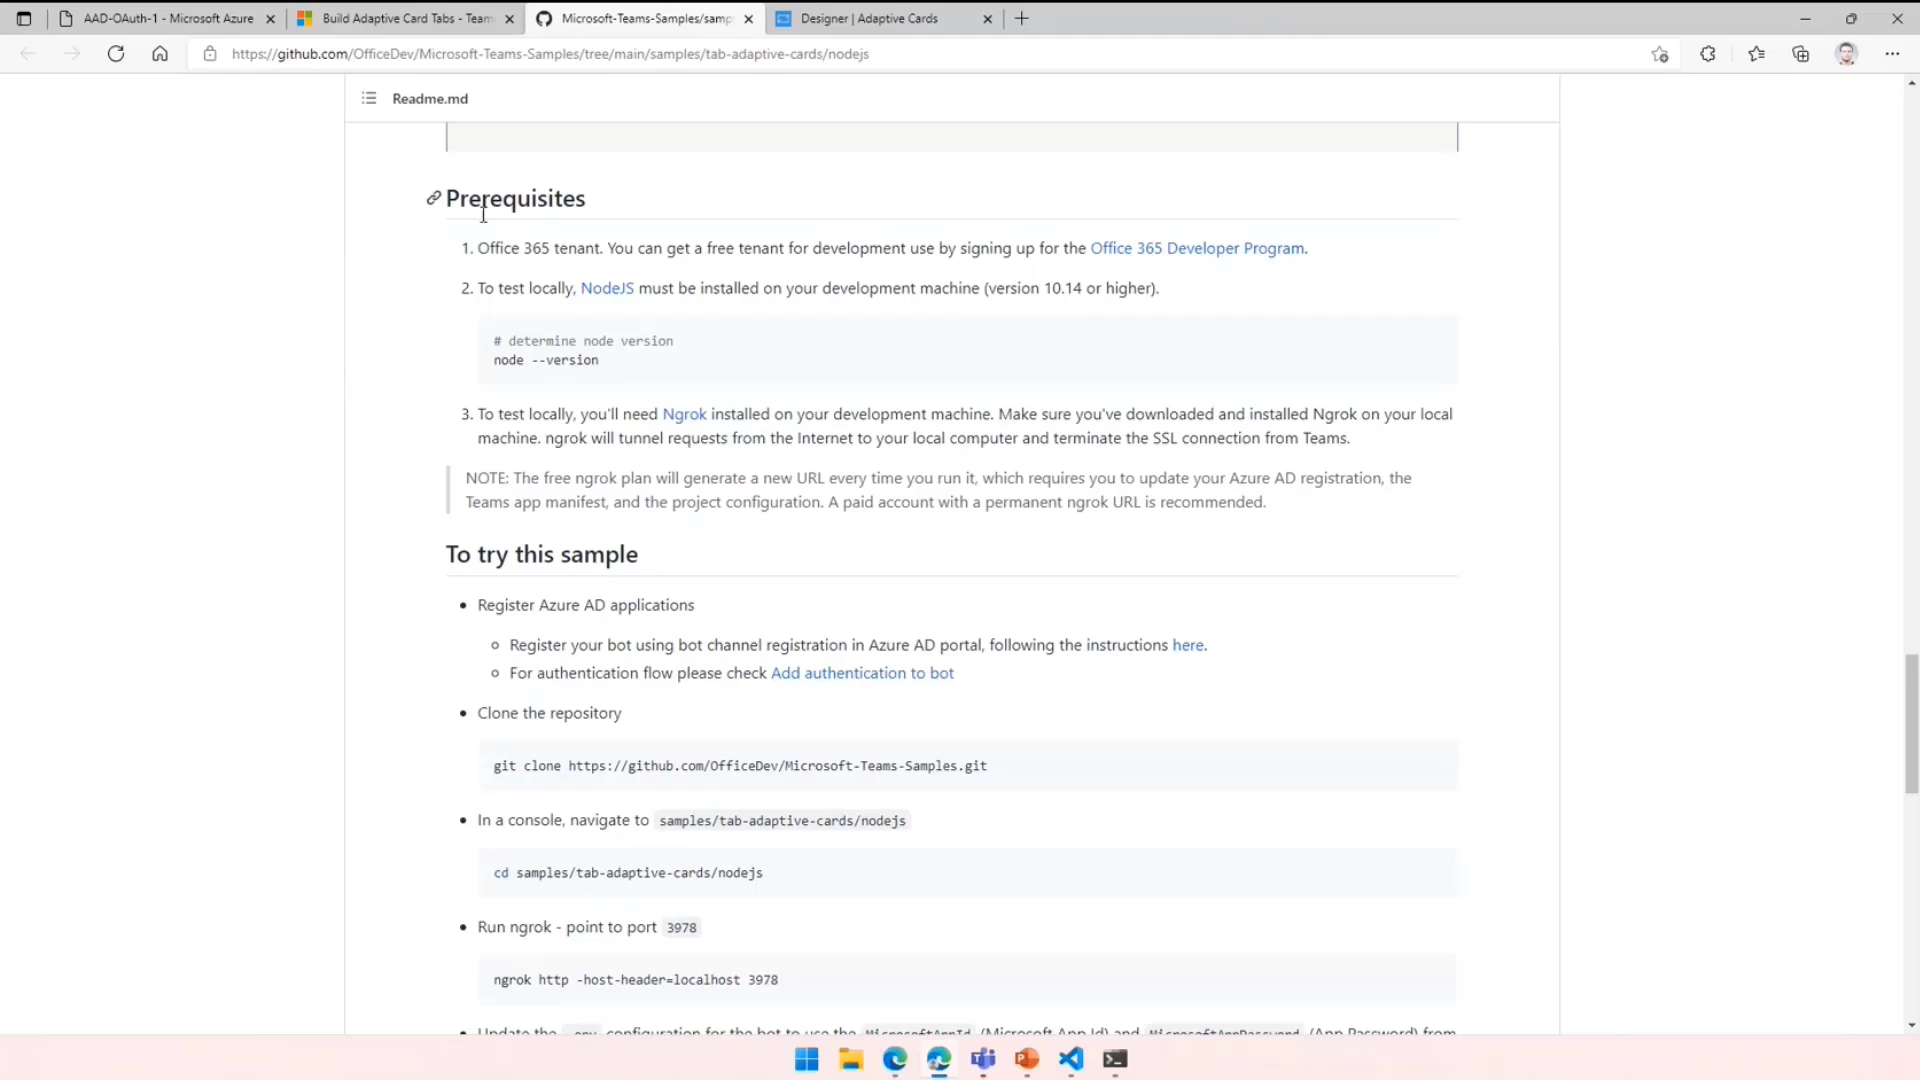 AAD-OAuth-1 - Microsoft Azure
Build Adaptive Card Tabs - Team
Microsoft-Teams-Samples/samp
Designer | Adaptive Cards
https://github.com/OfficeDev/Microsoft-Teams-Samples/tree/main/samples/tab-adaptive-cards/nodejs
Readme.md
Prerequisites
1. Office 365 tenant. You can get a free tenant for development use by signing up for the Office 365 Developer Program.
2. To test locally, NodeJS must be installed on your development machine (version 10.14 or higher).
# determine node version
node --version
3. To test locally, you'll need Ngrok installed on your development machine. Make sure you've downloaded and installed Ngrok on your local
machine. ngrok will tunnel requests from the Internet to your local computer and terminate the SSL connection from Teams.
NOTE: The free ngrok plan will generate a new URL every time you run it, which requires you to update your Azure AD registration, the
Teams app manifest, and the project configuration. A paid account with a permanent ngrok URL is recommended.
To try this sample
• Register Azure AD applications
○ Register your bot using bot channel registration in Azure AD portal, following the instructions here.
○ For authentication flow please check Add authentication to bot
• Clone the repository
git clone https://github.com/OfficeDev/Microsoft-Teams-Samples.git
• In a console, navigate to samples/tab-adaptive-cards/nodejs
cd samples/tab-adaptive-cards/nodejs
• Run ngrok - point to port 3978
ngrok http -host-header=localhost 3978
• Update the .env configuration for the bot to use the MicrosoftAppId (Microsoft App Id) and MicrosoftAppPassword (App Password) from